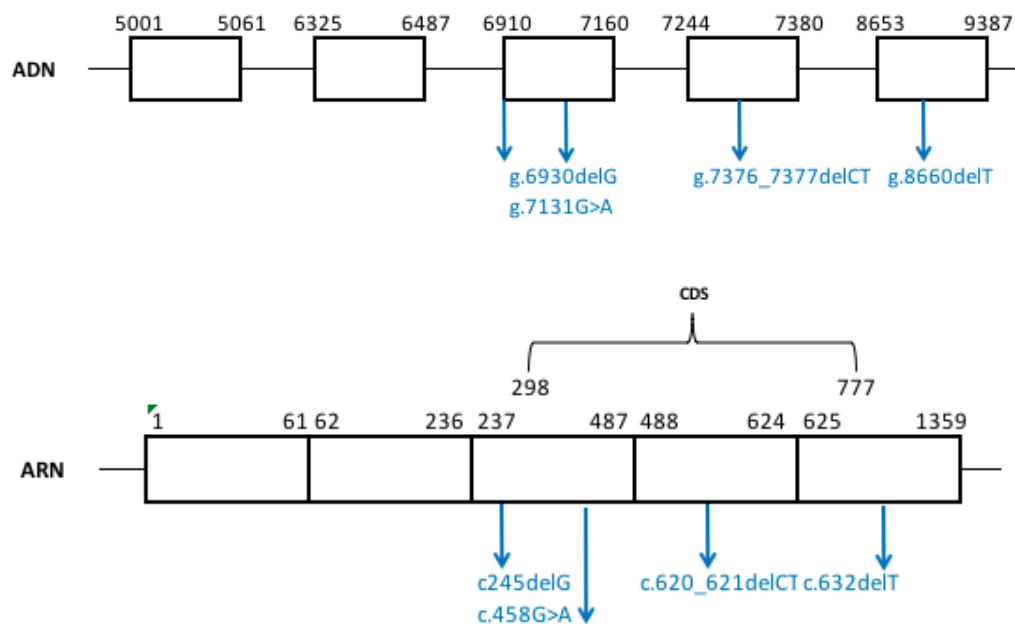 5001 5061 6325 6487 6910 7160 7244 7380 8653 9387
ADN
g.6930delG g.7376_7377delCT g.8660delT
g.7131G>A
CDS
298 777
1 61 62 236 237 487 488 624 625 1359
ARN
c245delG c.620_621delCT c.632delT
c.458G>A